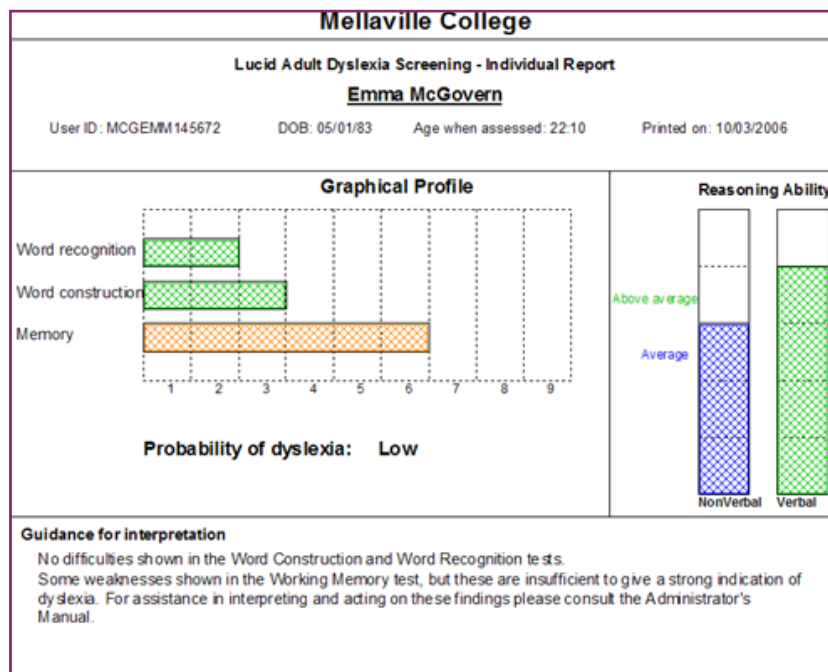 Mellaville College
Lucid Adult Dyslexia Screening - Individual Report
Emma McGovern
User ID: MCGEMM145672 DOB: 05/01/83 Age when assessed: 22:10 Printed on: 10/03/2006
Graphical Profile
Word recognition
Word construction
Memory
1 2 3 4 5 6 7 8 9
Probability of dyslexia: Low
Reasoning Ability
Above average
Average
NonVerbal Verbal
Guidance for interpretation
No difficulties shown in the Word Construction and Word Recognition tests.
Some weaknesses shown in the Working Memory test, but these are insufficient to give a strong indication of
dyslexia. For assistance in interpreting and acting on these findings please consult the Administrator's
Manual.